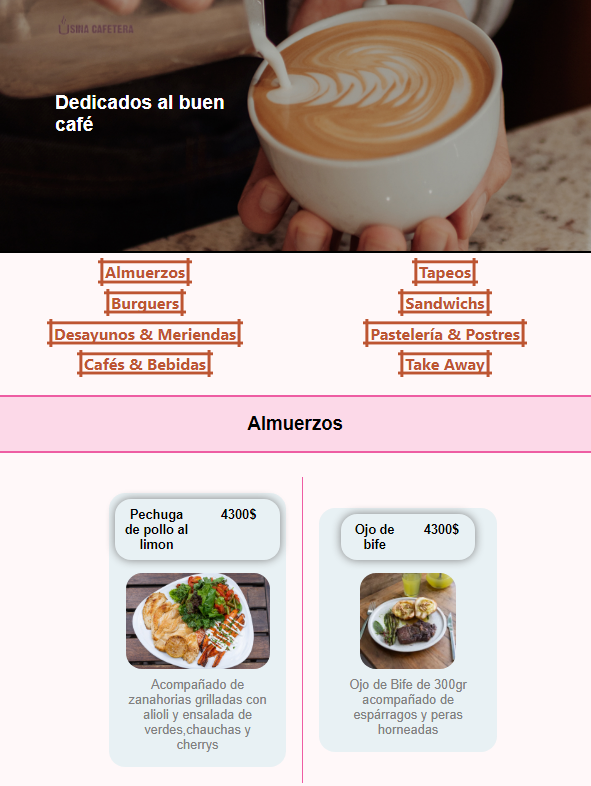 USINA CAFETERA
Dedicados al buen
café
Almuerzos
Tapeos
Burguers
Sandwichs
Desayunos & Meriendas
Pastelería & Postres
Cafés & Bebidas
Take Away
Almuerzos
Pechuga
de pollo al
limon
4300$
Acompañado de
zanahorias grilladas con
alioli y ensalada de
verdes,chauchas y
cherrys
Ojo de
bife
4300$
Ojo de Bife de 300gr
acompañado de
espárragos y peras
horneadas